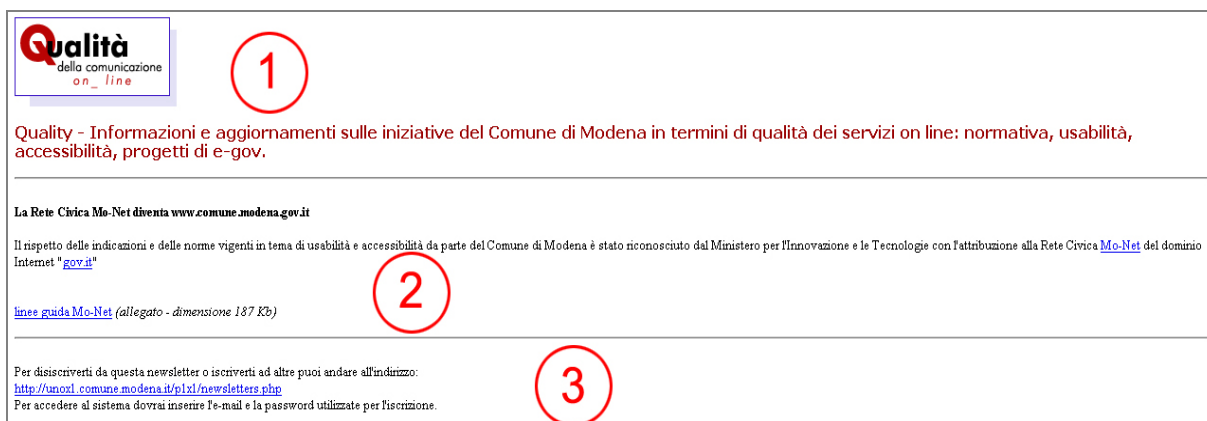 Qualità
della comunicazione
on_ line
1
Quality - Informazioni e aggiornamenti sulle iniziative del Comune di Modena in termini di qualità dei servizi on line: normativa, usabilità,
accessibilità, progetti di e-gov.
La Rete Civica Mo-Net diventa www.comune.modena.gov.it
Il rispetto delle indicazioni e delle norme vigenti in tema di usabilità e accessibilità da parte del Comune di Modena è stato riconosciuto dal Ministero per l'Innovazione e le Tecnologie con l'attribuzione alla Rete Civica Mo-Net del dominio
Internet "gov.it"
2
linee guida Mo-Net (allegato - dimensione 187 Kb)
Per disiscriverti da questa newsletter o iscriverti ad altre puoi andare all'indirizzo:
http://unox1.comune.modena.it/p1x1/newsletters.php
Per accedere al sistema dovrai inserire l'e-mail e la password utilizzate per l'iscrizione.
3